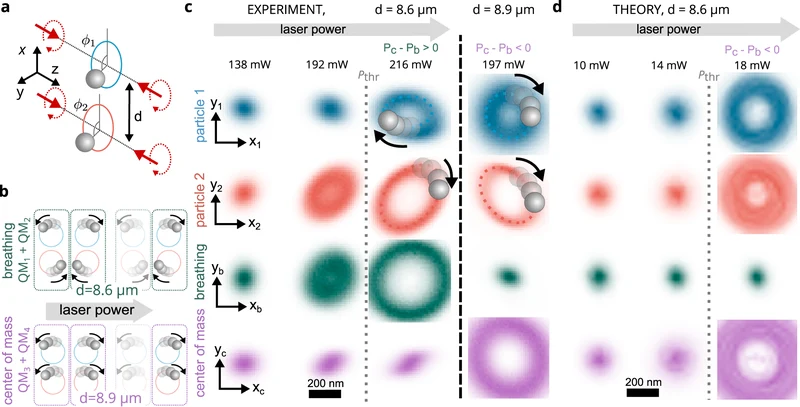 a
x
y
z
ϕ1
ϕ2
d
b
breathing
QM1 + QM2
d=8.6 μm
laser power
center of mass
QM3 + QM4
d=8.9 μm
c
EXPERIMENT, d = 8.6 μm
d = 8.9 μm
laser power
Pc - Pb > 0
Pc - Pb < 0
138 mW
192 mW
216 mW
197 mW
Pthr
particle 1
y1
x1
particle 2
y2
x2
breathing
yb
xb
center of mass
yc
xc
200 nm
d
THEORY, d = 8.6 μm
laser power
Pc - Pb < 0
10 mW
14 mW
18 mW
Pthr
200 nm